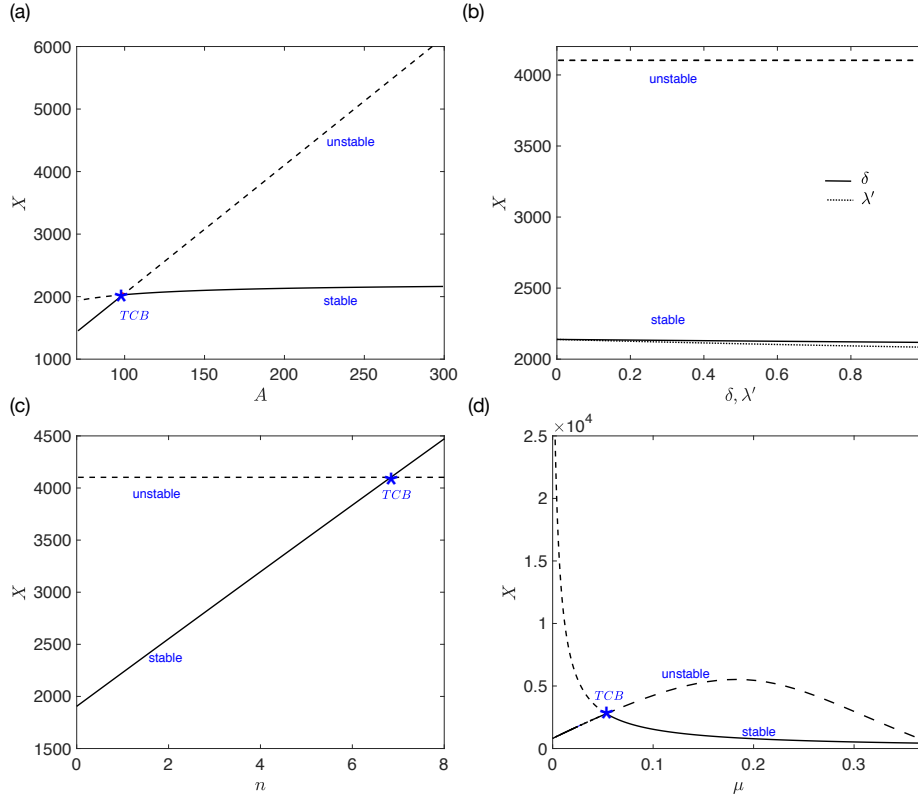 (a)
6000
5000
4000
3000
2000
1000
X
unstable
stable
TCB
100
150
200
250
300
A
(b)
4000
3500
3000
2500
2000
X
unstable
δ
λ′
stable
0
0.2
0.4
0.6
0.8
δ, λ′
(c)
4500
4000
3500
3000
2500
2000
1500
X
unstable
TCB
stable
0
2
4
6
8
n
(d)
×10⁴
2.5
2
1.5
1
0.5
0
X
unstable
TCB
stable
0
0.1
0.2
0.3
μ